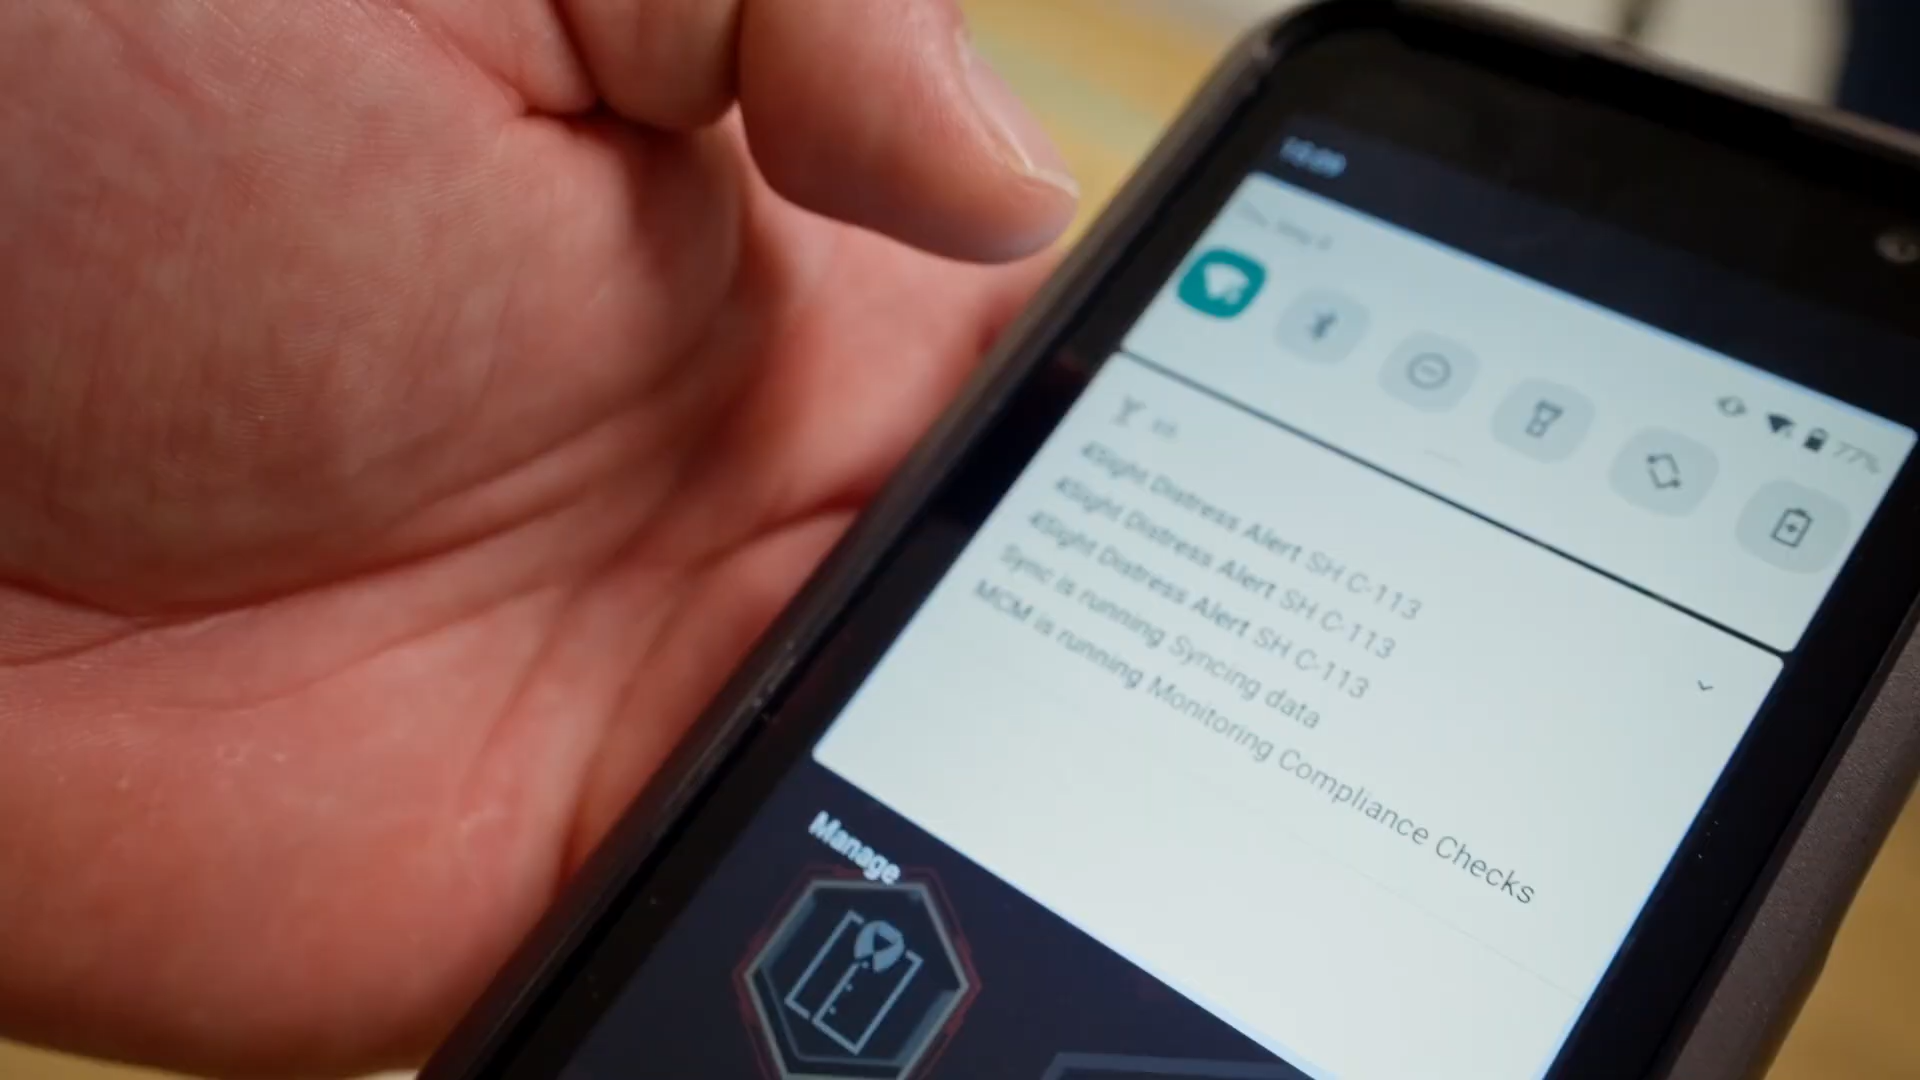 77%
4Sight Distress Alert SH C-113
4Sight Distress Alert SH C-113
4Sight Distress Alert SH C-113
Sync is running Syncing data
MCM is running Monitoring Compliance Checks
Manage